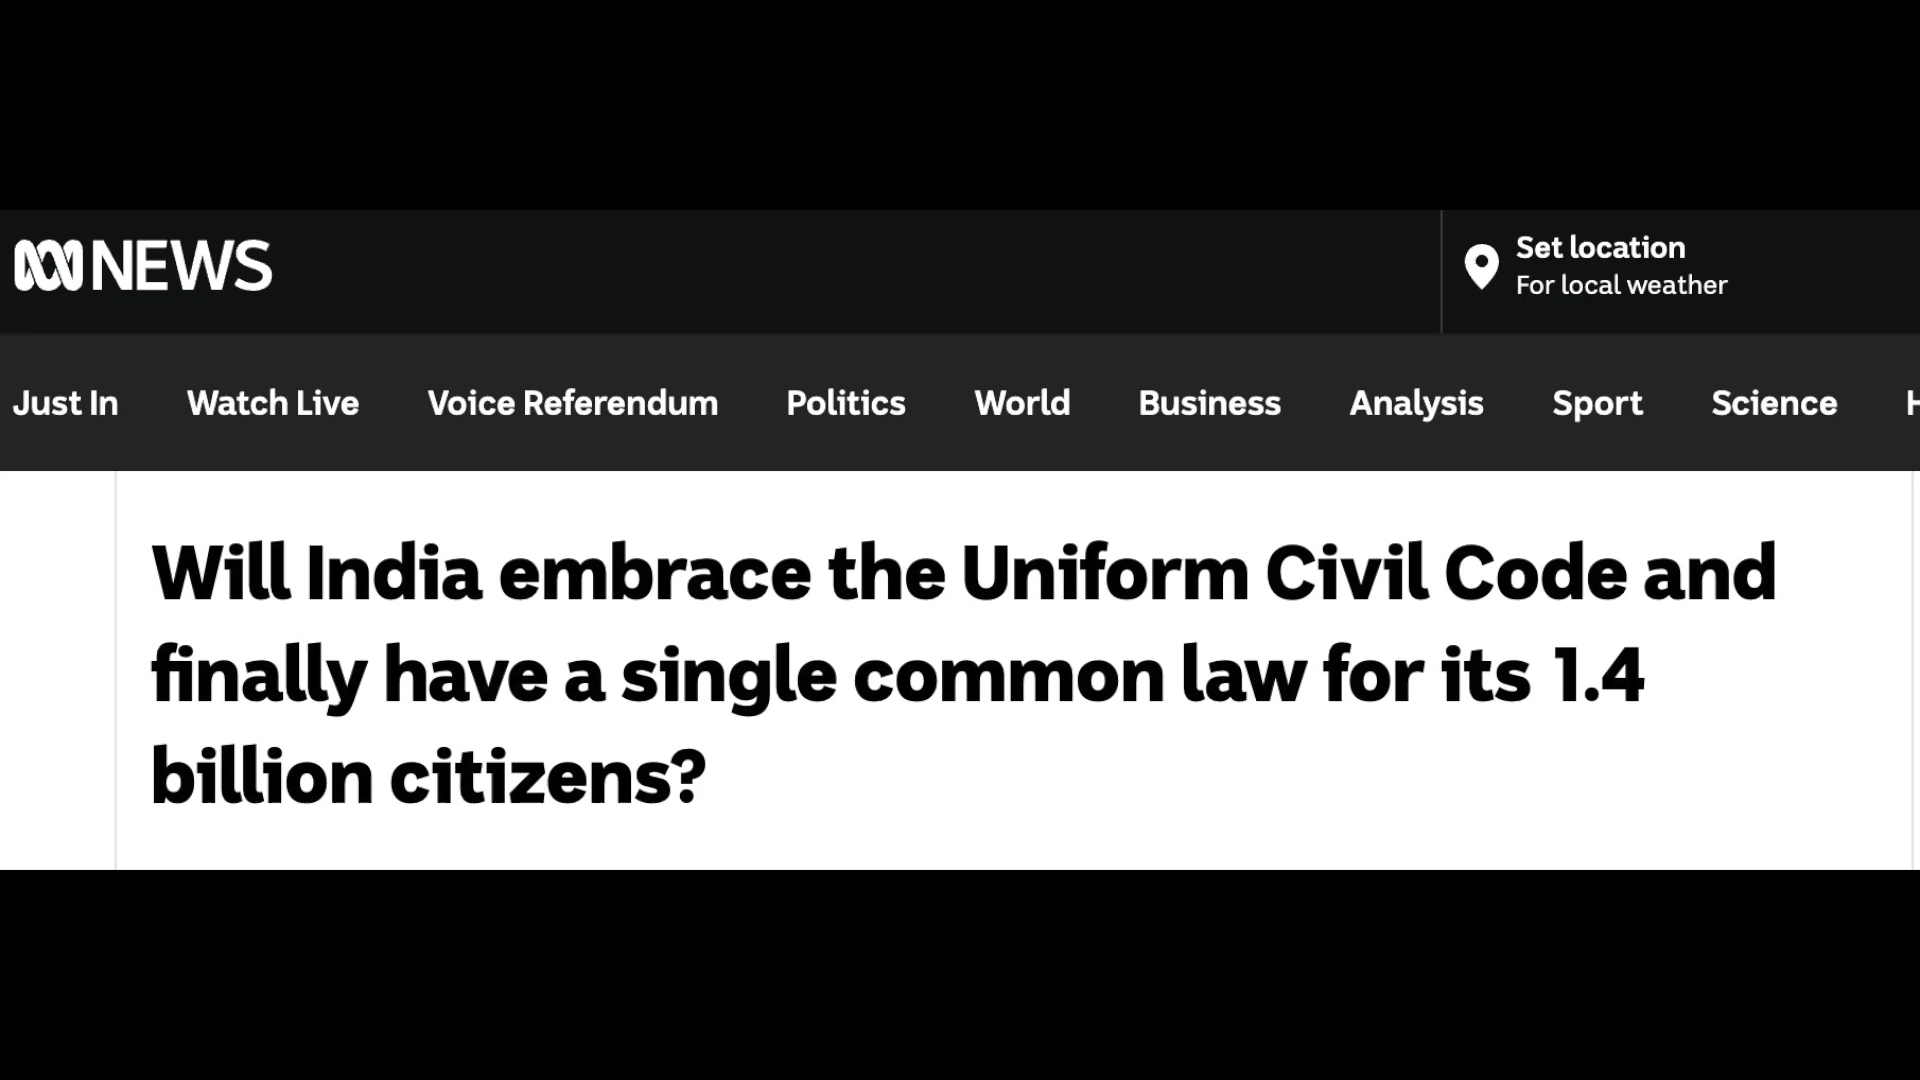 NEWS
Set location
For local weather
Just In Watch Live Voice Referendum Politics World Business Analysis Sport Science
Will India embrace the Uniform Civil Code and
finally have a single common law for its 1.4
billion citizens?